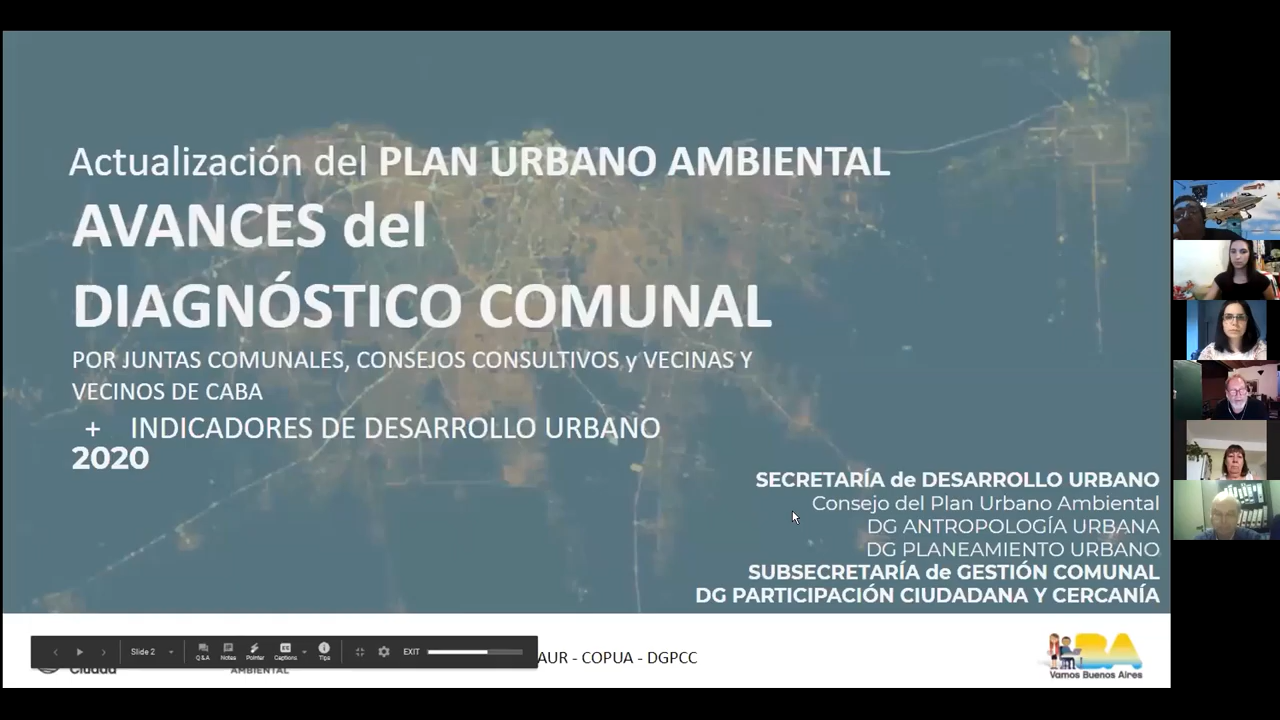 Actualización del PLAN URBANO AMBIENTAL
AVANCES del
DIAGNÓSTICO COMUNAL
POR JUNTAS COMUNALES, CONSEJOS CONSULTIVOS y VECINAS Y
VECINOS DE CABA
+ INDICADORES DE DESARROLLO URBANO
2020
SECRETARÍA de DESARROLLO URBANO
Consejo del Plan Urbano Ambiental
DG ANTROPOLOGÍA URBANA
DG PLANEAMIENTO URBANO
SUBSECRETARÍA de GESTIÓN COMUNAL
DG PARTICIPACIÓN CIUDADANA Y CERCANÍA
Slide 2
Q&A
Notes
Pointer
Captions
Tips
EXIT
Ciudad
AMBIENTAL
AUR - COPUA - DGPCC
BA
Vamos Buenos Aires